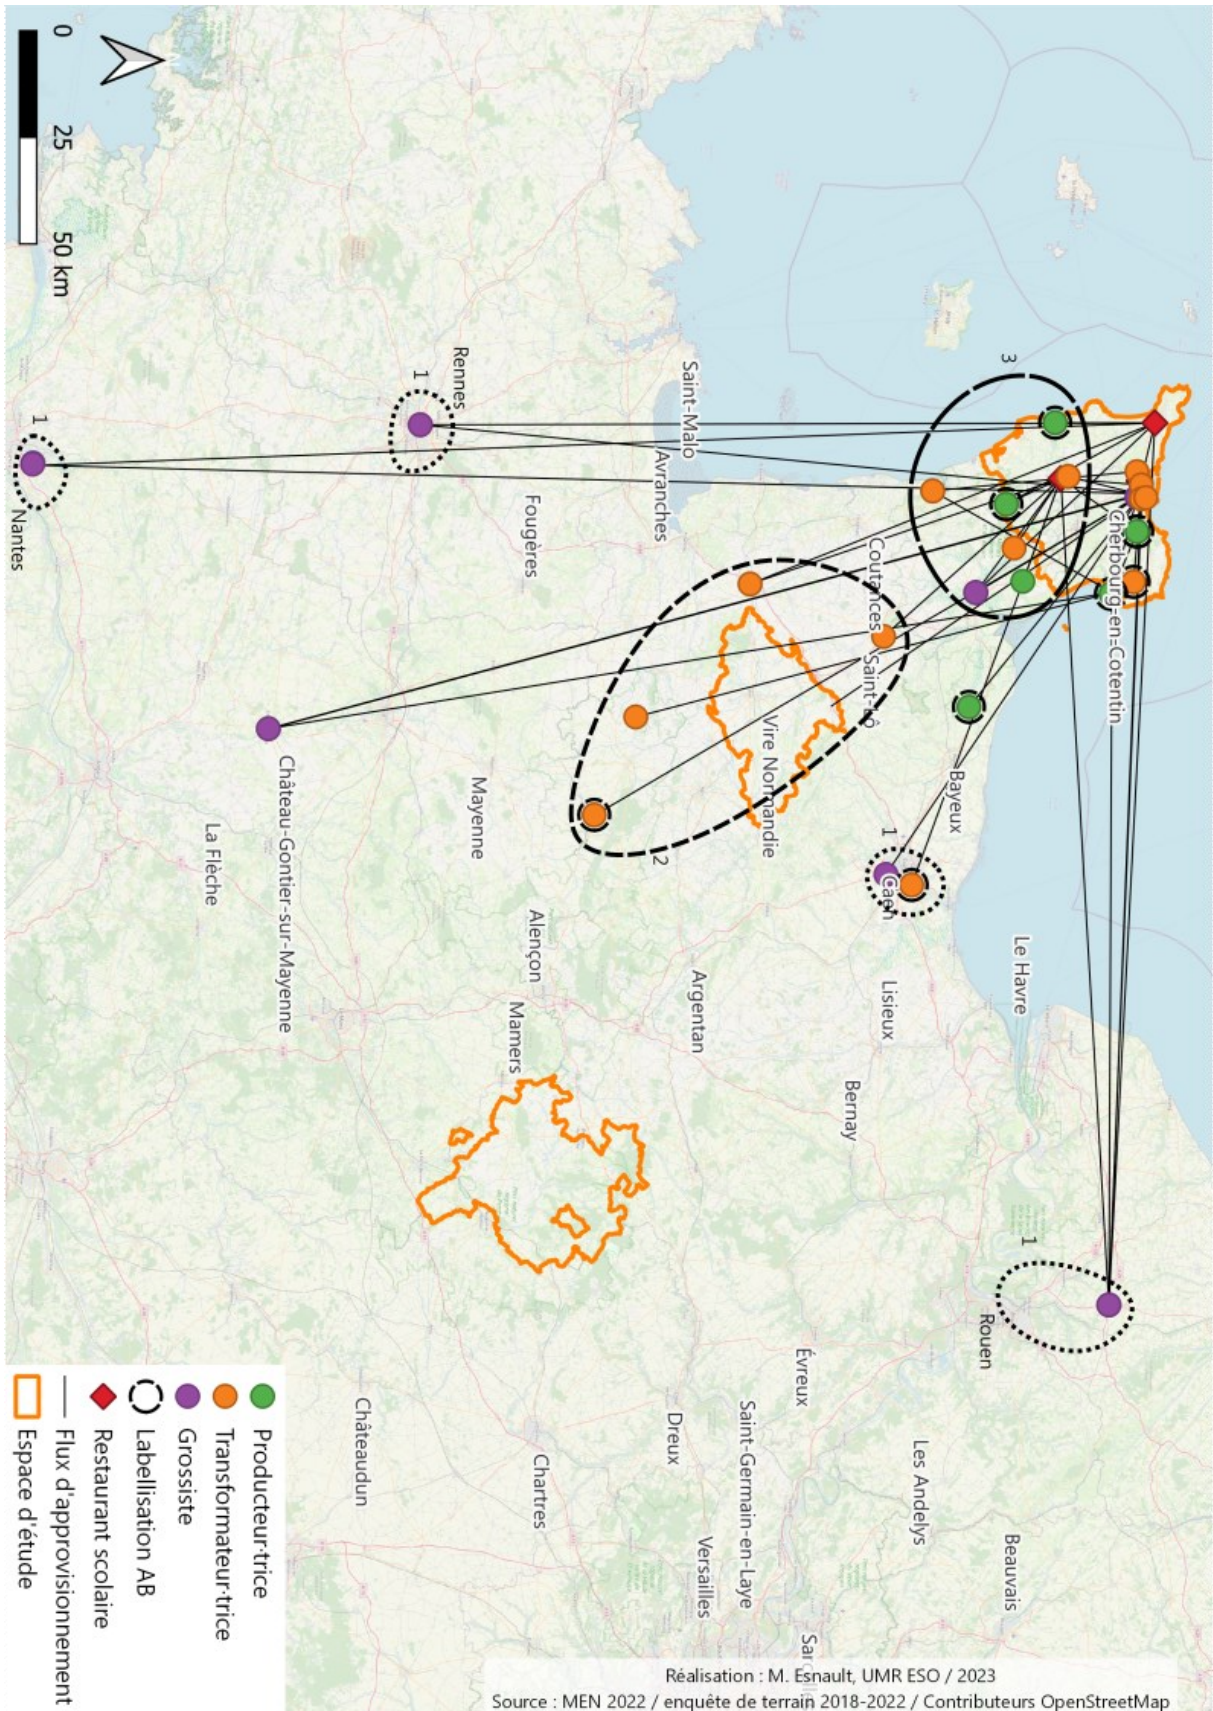 0
25
50 km
Cherbourg-en-Cotentin
3
Coutances
Saint-Lô
Bayeux
Caen
1
Le Havre
Lisieux
Bernay
1
Rouen
Évreux
Les Andelys
Beauvais
Saint-Malo
Avranches
Vire Normandie
2
Argentan
Dreux
Saint-Germain-en-Laye
Versailles
Fougères
Rennes
1
Mayenne
Alençon
Mamers
Chartres
Châteaudun
Château-Gontier-sur-Mayenne
La Flèche
1
Nantes
Producteur·trice
Transformateur·trice
Grossiste
Labellisation AB
Restaurant scolaire
Flux d'approvisionnement
Espace d'étude
Réalisation : M. Esnault, UMR ESO / 2023
Source : MEN 2022 / enquête de terrain 2018-2022 / Contributeurs OpenStreetMap